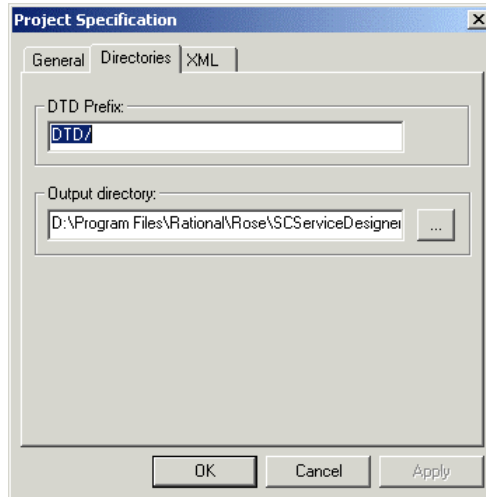 Project Specification
General Directories XML
DTD Prefix:
DTD/
Output directory:
D:\Program Files\Rational\Rose\SCServiceDesigner ...
OK Cancel Apply